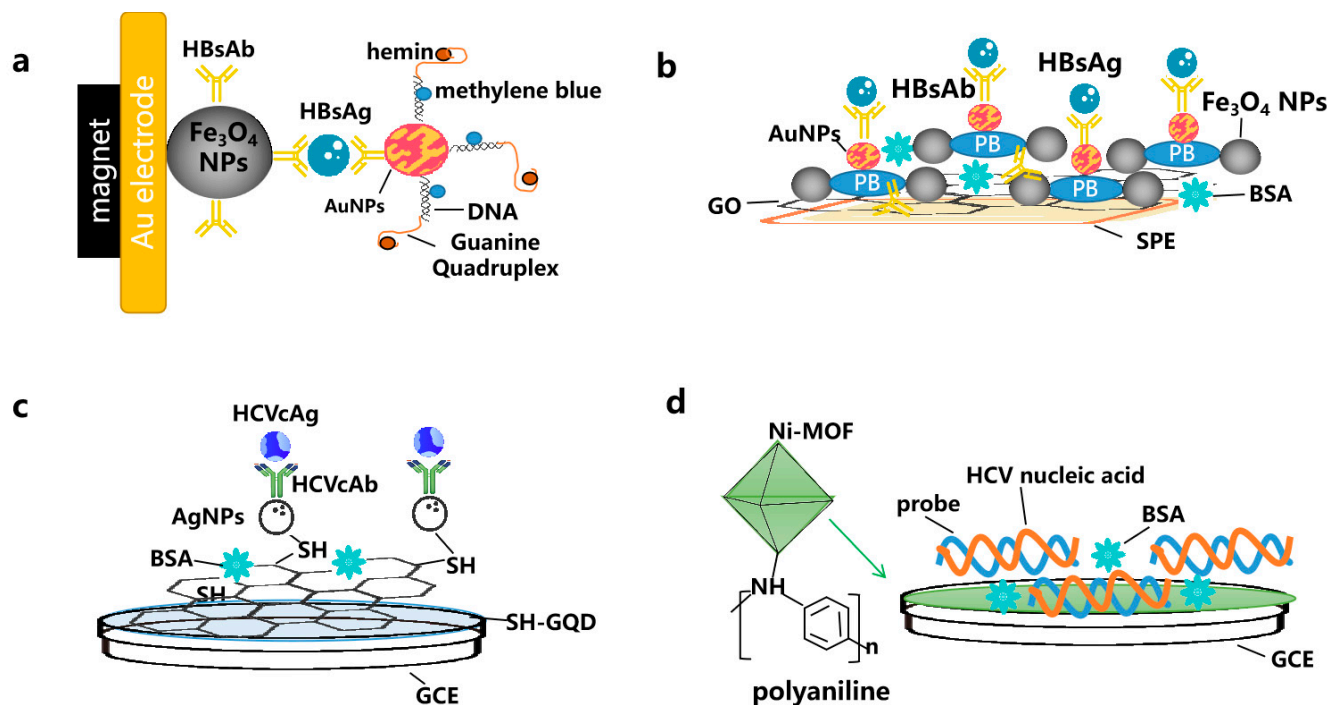 a
HBsAb
hemin
methylene blue
HBsAg
Fe₃O₄
NPs
magnet
Au electrode
AuNPs
DNA
Guanine
Quadruplex
b
HBsAb
HBsAg
Fe₃O₄ NPs
AuNPs
PB
PB
PB
PB
GO
BSA
SPE
c
HCVcAg
HCVcAb
AgNPs
BSA
SH
SH
SH
SH-GQD
GCE
d
Ni-MOF
HCV nucleic acid
probe
BSA
NH
n
polyaniline
GCE